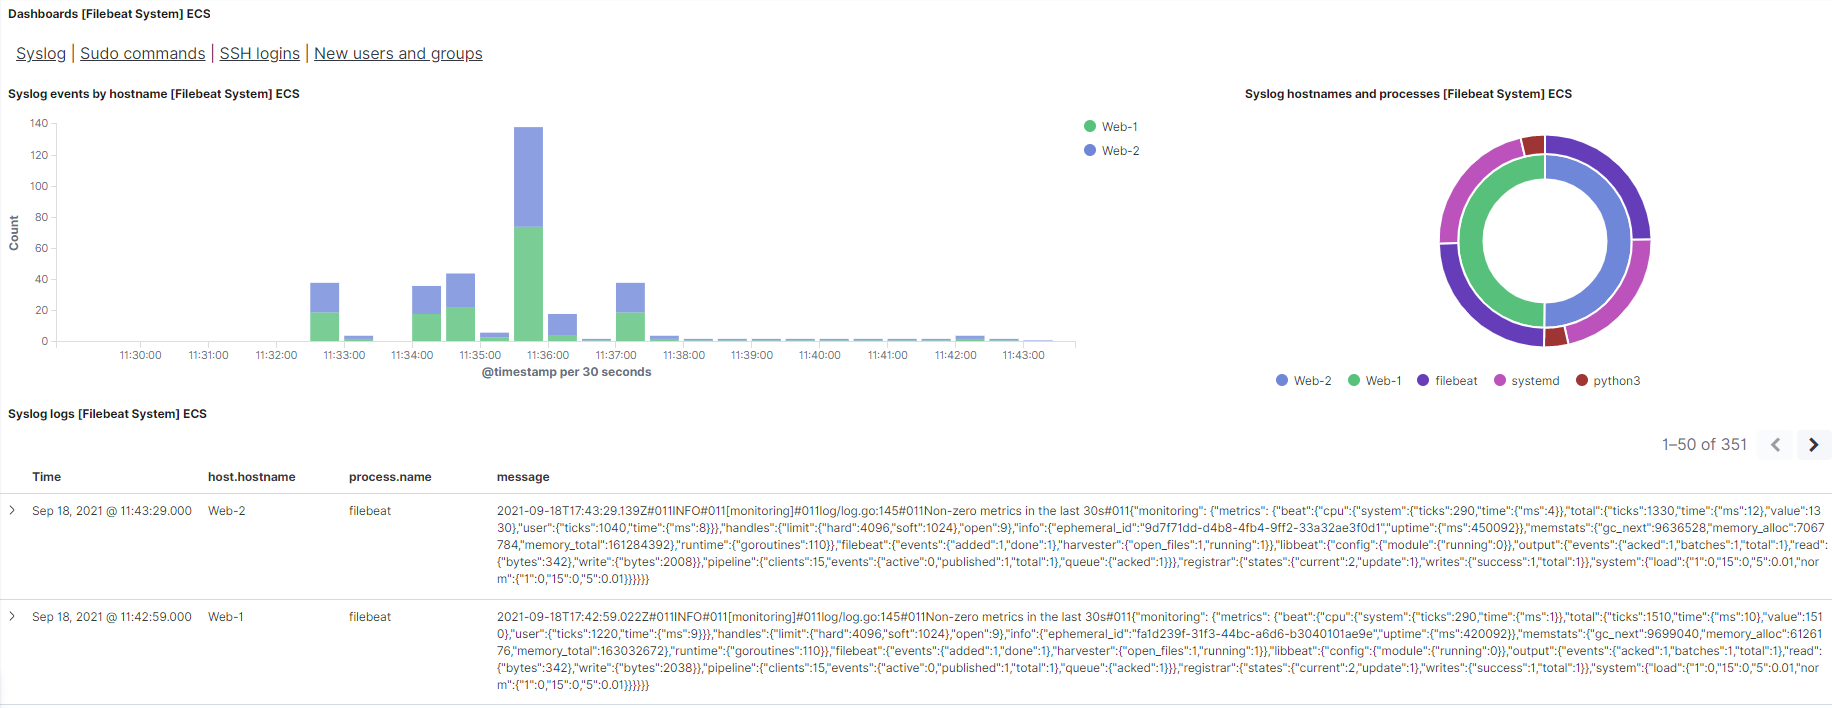 Dashboards [Filebeat System] ECS
Syslog | Sudo commands | SSH logins | New users and groups
Syslog events by hostname [Filebeat System] ECS
Syslog hostnames and processes [Filebeat System] ECS
140
120
100
80
60
40
20
0
Count
11:30:00 11:31:00 11:32:00 11:33:00 11:34:00 11:35:00 11:36:00 11:37:00 11:38:00 11:39:00 11:40:00 11:41:00 11:42:00 11:43:00
@timestamp per 30 seconds
Web-1
Web-2
Web-2 Web-1 filebeat systemd python3
Syslog logs [Filebeat System] ECS
1–50 of 351
Time host.hostname process.name message
Sep 18, 2021 @ 11:43:29.000 Web-2 filebeat 2021-09-18T17:43:29.139Z#011INFO#011[monitoring]#011log/log.go:145#011Non-zero metrics in the last 30s#011{"monitoring": {"metrics": {"beat":{"cpu":{"system":{"ticks":290,"time":{"ms":4}},"total":{"ticks":1330,"time":{"ms":12},"value":13
30},"user":{"ticks":1040,"time":{"ms":8}}},"handles":{"limit":{"hard":4096,"soft":1024},"open":9},"info":{"ephemeral_id":"9d7f71dd-d4b8-4fb4-9ff2-33a32ae3f0d1","uptime":{"ms":450092}},"memstats":{"gc_next":9636528,"memory_alloc":7067
784,"memory_total":161284392},"runtime":{"goroutines":110}},"filebeat":{"events":{"added":1,"done":1},"harvester":{"open_files":1,"running":1}},"libbeat":{"config":{"module":{"running":0}},"output":{"events":{"acked":1,"batches":1,"total":1},"read":
{"bytes":342},"write":{"bytes":2008}},"pipeline":{"clients":15,"events":{"active":0,"published":1,"total":1},"queue":{"acked":1}}},"registrar":{"states":{"current":2,"update":1},"writes":{"success":1,"total":1}},"system":{"load":{"1":0,"15":0,"5":0.01,"nor
m":{"1":0,"15":0,"5":0.01}}}}}}
Sep 18, 2021 @ 11:42:59.000 Web-1 filebeat 2021-09-18T17:42:59.022Z#011INFO#011[monitoring]#011log/log.go:145#011Non-zero metrics in the last 30s#011{"monitoring": {"metrics": {"beat":{"cpu":{"system":{"ticks":290,"time":{"ms":1}},"total":{"ticks":1510,"time":{"ms":10},"value":151
0},"user":{"ticks":1220,"time":{"ms":9}}},"handles":{"limit":{"hard":4096,"soft":1024},"open":9},"info":{"ephemeral_id":"fa1d239f-31f3-44bc-a6d6-b3040101ae9e","uptime":{"ms":420092}},"memstats":{"gc_next":9699040,"memory_alloc":6126
176,"memory_total":163032672},"runtime":{"goroutines":110}},"filebeat":{"events":{"added":1,"done":1},"harvester":{"open_files":1,"running":1}},"libbeat":{"config":{"module":{"running":0}},"output":{"events":{"acked":1,"batches":1,"total":1},"read":
{"bytes":342},"write":{"bytes":2038}},"pipeline":{"clients":15,"events":{"active":0,"published":1,"total":1},"queue":{"acked":1}}},"registrar":{"states":{"current":2,"update":1},"writes":{"success":1,"total":1}},"system":{"load":{"1":0,"15":0,"5":0.01,"nor
m":{"1":0,"15":0,"5":0.01}}}}}}